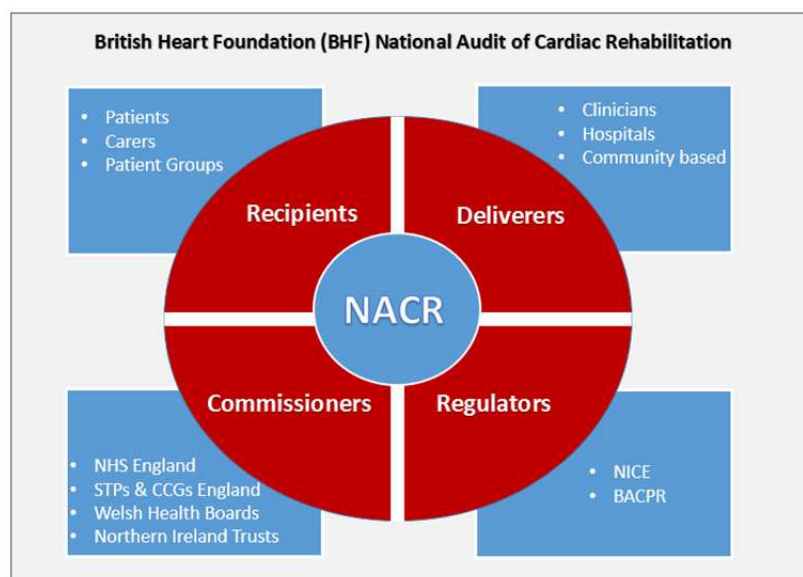 British Heart Foundation (BHF) National Audit of Cardiac Rehabilitation
• Patients
• Carers
• Patient Groups
• Clinicians
• Hospitals
• Community based
Recipients
Deliverers
NACR
Commissioners
Regulators
• NHS England
• STPs & CCGs England
• Welsh Health Boards
• Northern Ireland Trusts
• NICE
• BACPR